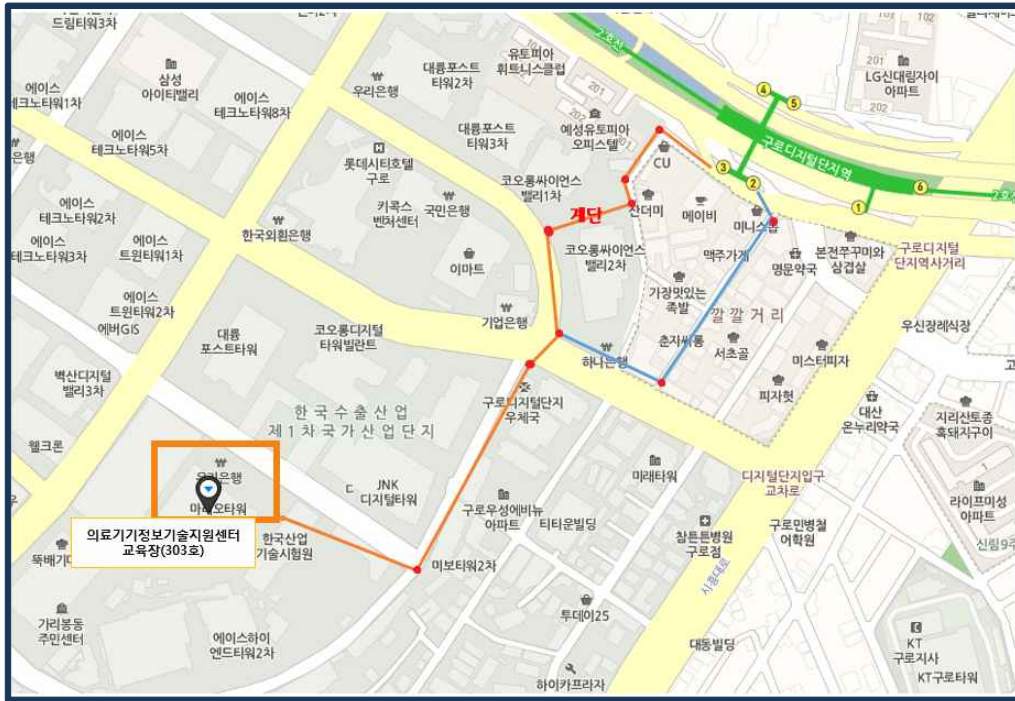 드림타워3차
에이스
테크노타워1차
삼성
아이티밸리
에이스
테크노타워8차
우리은행
대륭포스트
타워2차
유토피아
휘트니스클럽
201
202
2호선
201
202
LG신대림자이
아파트
102
은행
에이스
테크노타워5차
롯데시티호텔
구로
대륭포스트
타워3차
예성유토피아
오피스텔
4
5
구로디지털단지역
CU
3
2
6
1
에이스
테크노타워2차
한국외환은행
키콕스
벤처센터
국민은행
코오롱싸이언스
밸리1차
계단
잔더미
메이비
미니스톱
에이스
테크노타워3차
에이스
트윈타워1차
이마트
코오롱싸이언스
밸리2차
맥주가게
명문약국
본전쭈꾸미와
삼겹살
구로디지털
단지역사거리
에이스
트윈타워2차
에버GIS
대륭
포스트타워
코오롱디지털
타워빌란트
기업은행
가장맛있는
족발
깔깔거리
하나은행
춘자싸롱
서초골
미스터피자
우신장례식장
벽산디지털
밸리3차
한국수출산업
제1차국가산업단지
구로디지털단지
우체국
피자헛
대산
온누리약국
지리산토종
흑돼지구이
웰크론
우리은행
마리오타워
ㄷ
JNK
디지털타워
미래타워
디지털단지입구
교차로
의료기기정보기술지원센터
교육장(303호)
한국산업
기술시험원
구로우성에비뉴
아파트
티타운빌딩
참튼튼병원
구로점
구로민병철
어학원
라이프미성
아파트
신림9주
뚝배기
미보타워2차
시흥대로
가리봉동
주민센터
에이스하이
엔드타워2차
투데이25
대동빌딩
KT
구로지사
KT구로타워
하이카프라자